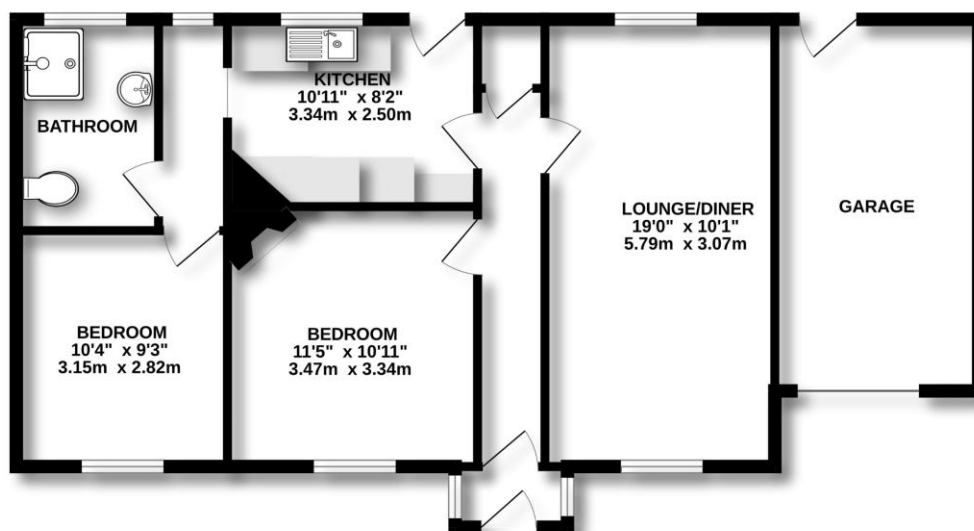 KITCHEN
10'11" x 8'2"
3.34m x 2.50m
BATHROOM
LOUNGE/DINER
19'0" x 10'1"
5.79m x 3.07m
GARAGE
BEDROOM
10'4" x 9'3"
3.15m x 2.82m
BEDROOM
11'5" x 10'11"
3.47m x 3.34m